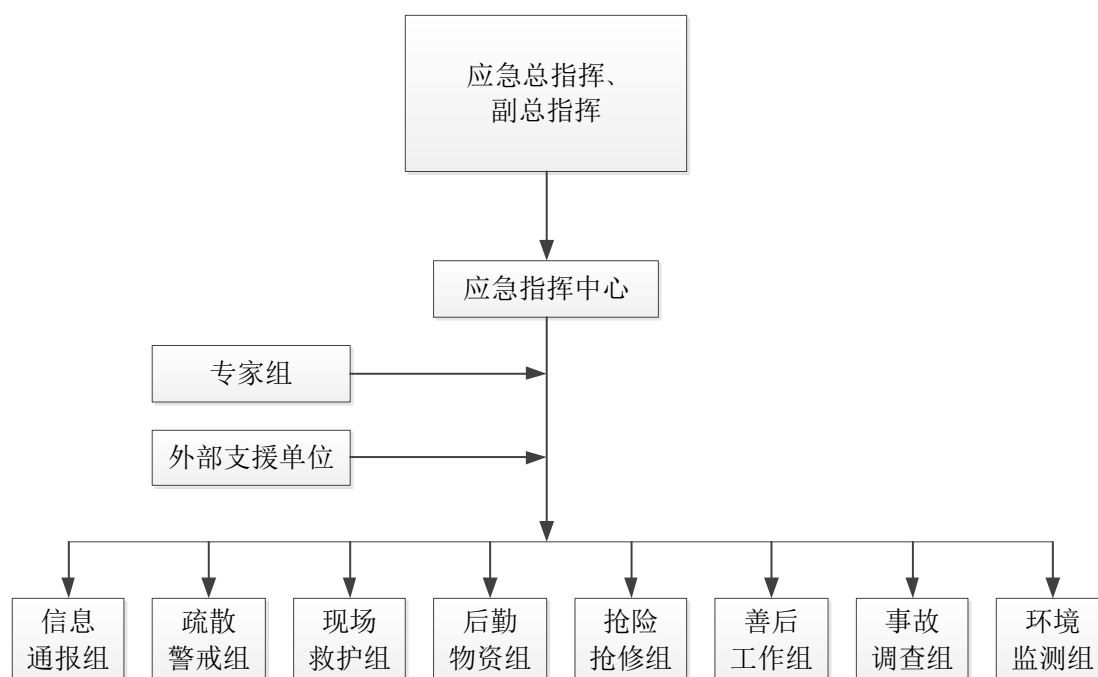 应急总指挥、
副总指挥
应急指挥中心
专家组
外部支援单位
信息
通报组
疏散
警戒组
现场
救护组
后勤
物资组
抢险
抢修组
善后
工作组
事故
调查组
环境
监测组